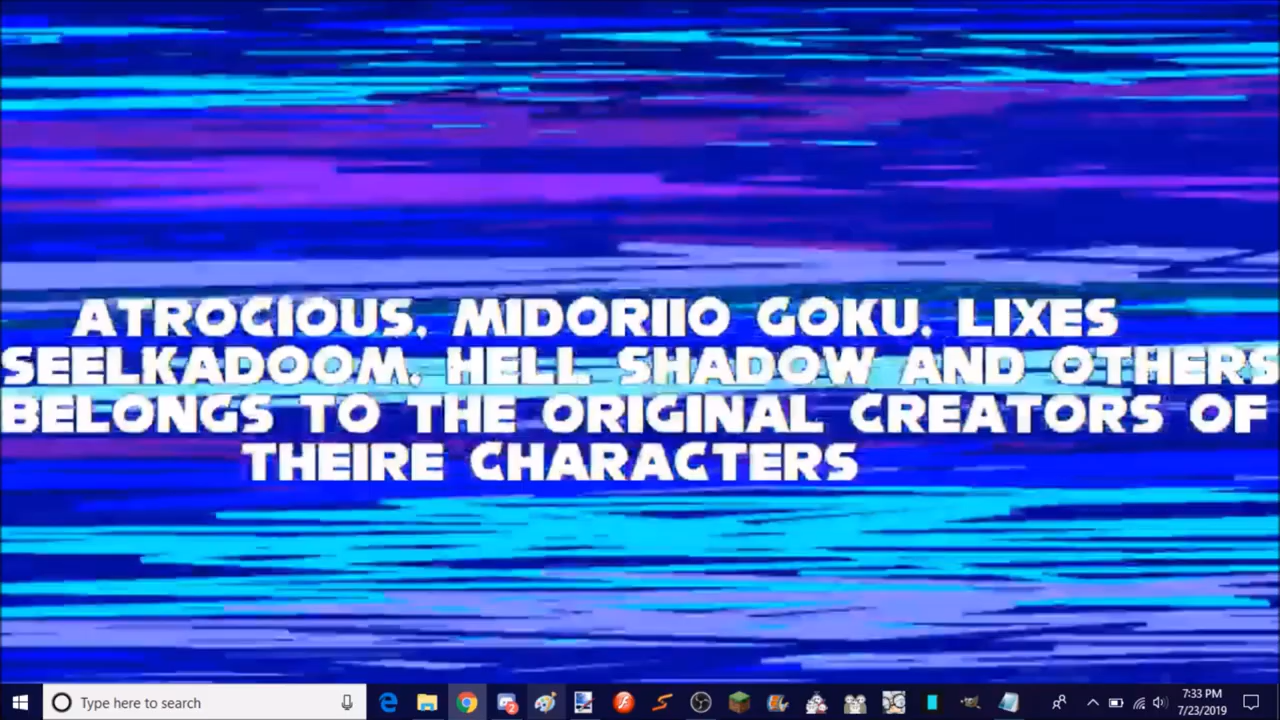 ATROCIOUS, MIDORIIO GOKU, LIXES
SEELKADOOM, HELL SHADOW AND OTHERS
BELONGS TO THE ORIGINAL CREATORS OF
THEIRE CHARACTERS
Type here to search
2
7:33 PM
7/23/2019